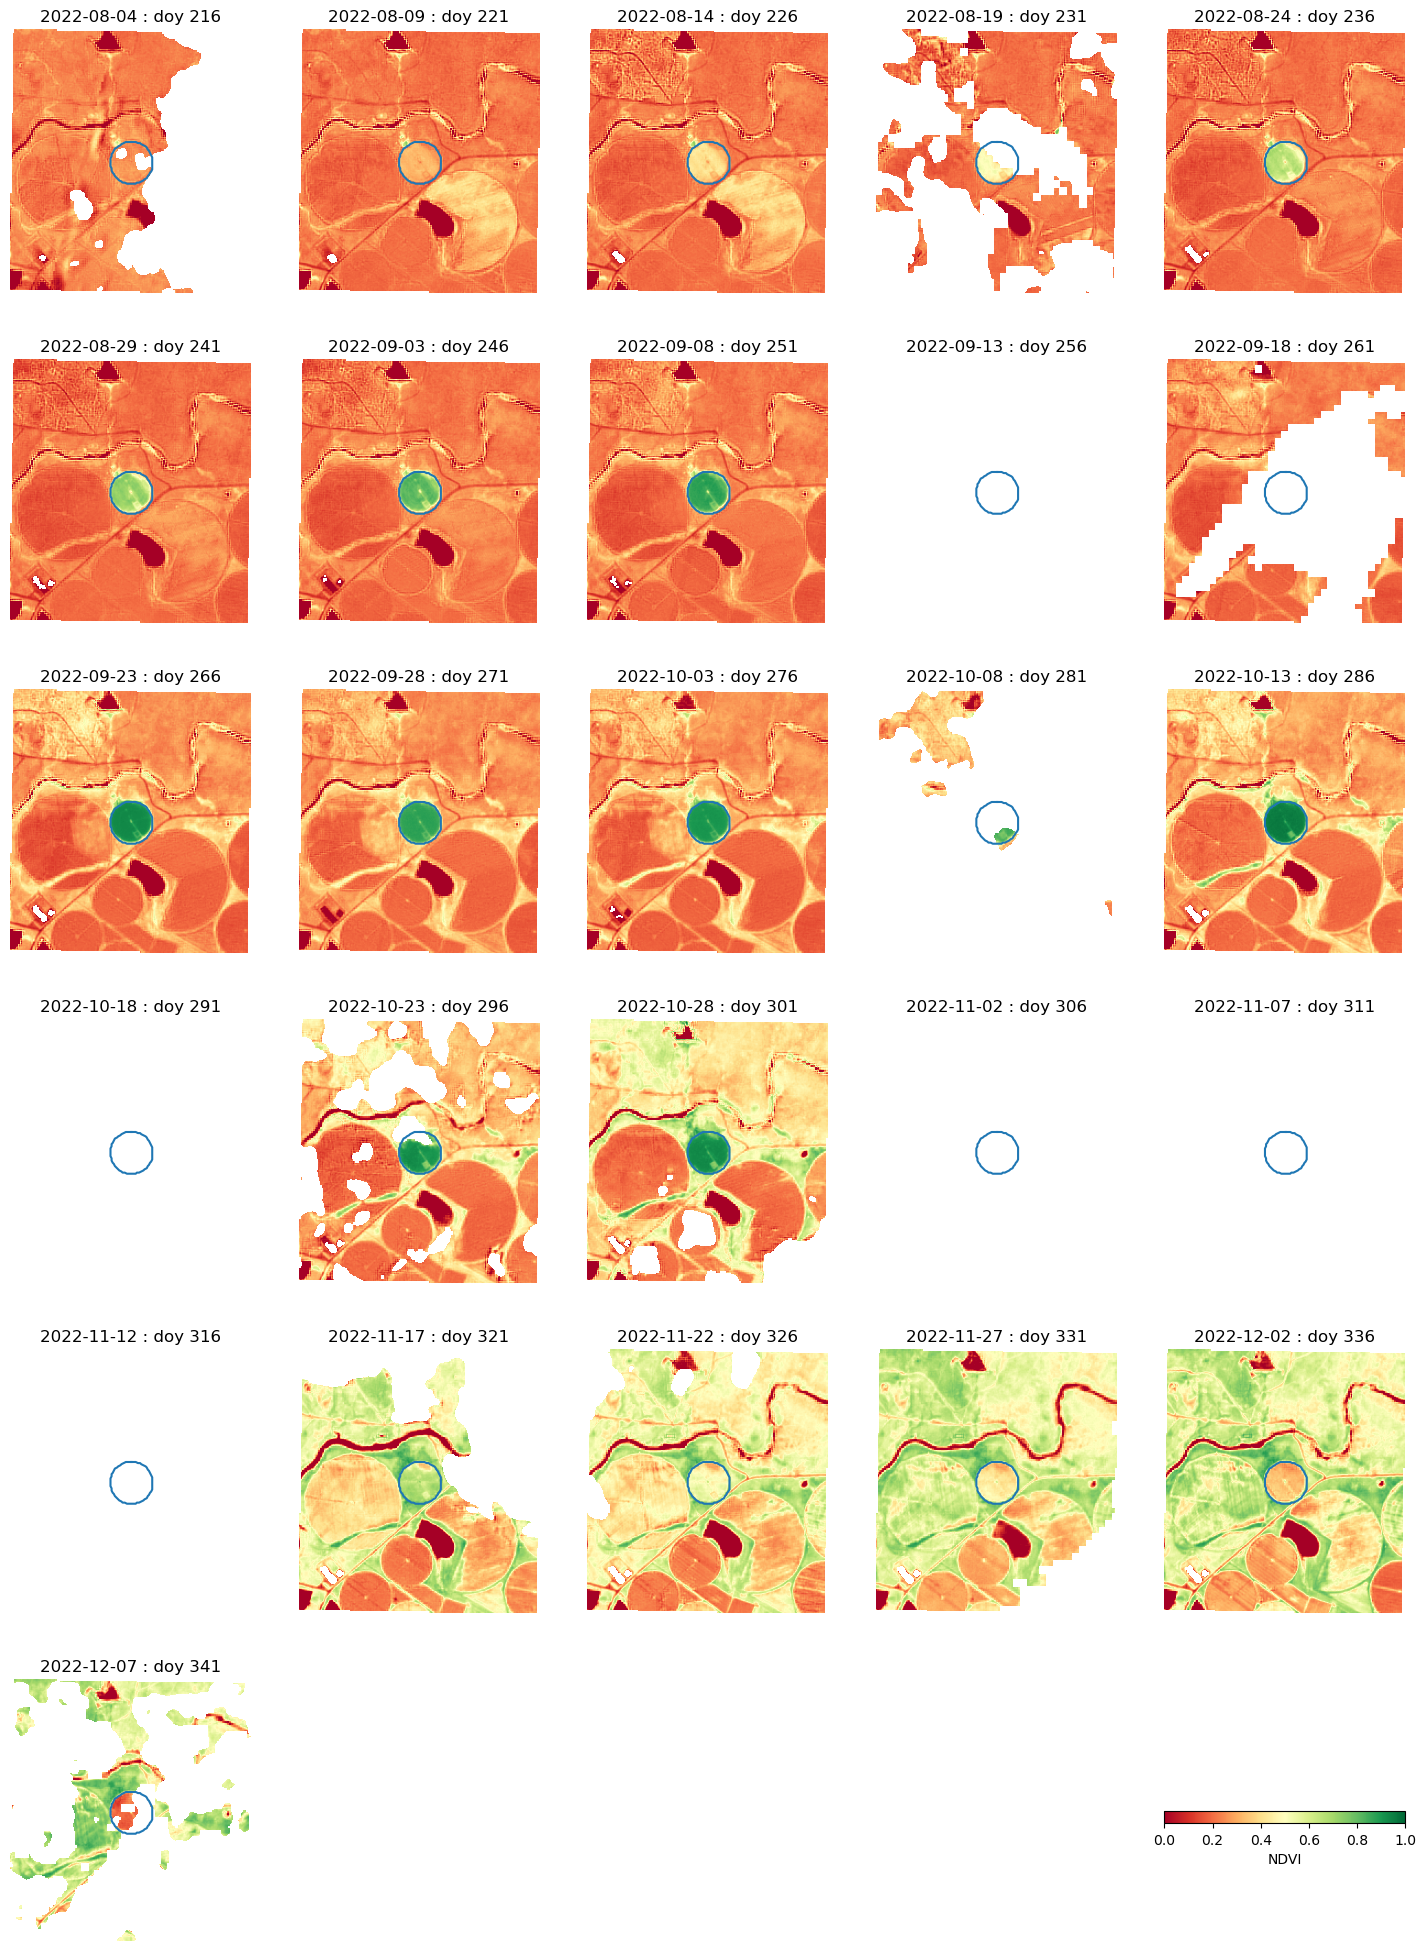 2022-08-04 : doy 216
2022-08-09 : doy 221
2022-08-14 : doy 226
2022-08-19 : doy 231
2022-08-24 : doy 236
2022-08-29 : doy 241
2022-09-03 : doy 246
2022-09-08 : doy 251
2022-09-13 : doy 256
2022-09-18 : doy 261
2022-09-23 : doy 266
2022-09-28 : doy 271
2022-10-03 : doy 276
2022-10-08 : doy 281
2022-10-13 : doy 286
2022-10-18 : doy 291
2022-10-23 : doy 296
2022-10-28 : doy 301
2022-11-02 : doy 306
2022-11-07 : doy 311
2022-11-12 : doy 316
2022-11-17 : doy 321
2022-11-22 : doy 326
2022-11-27 : doy 331
2022-12-02 : doy 336
2022-12-07 : doy 341
0.0 0.2 0.4 0.6 0.8 1.0
NDVI